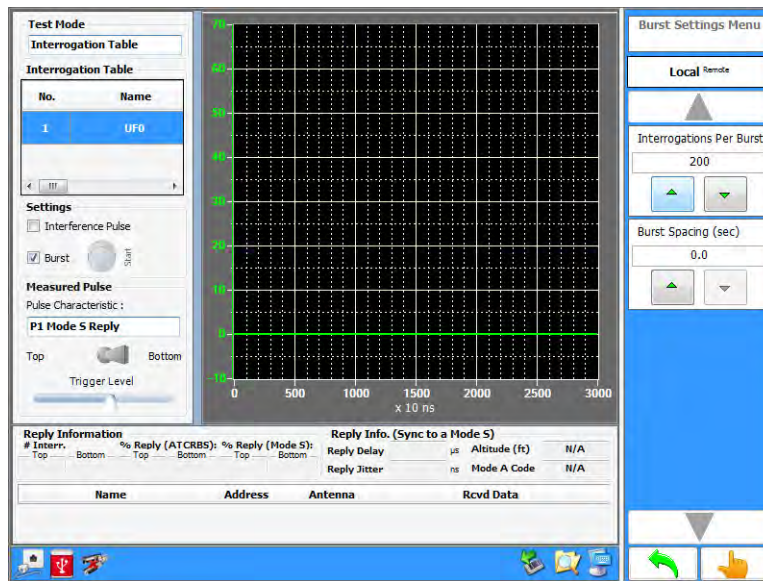 Test Mode
Interrogation Table
Interrogation Table
No. Name
1 UF0
Settings
Interference Pulse
Burst
Start
Measured Pulse
Pulse Characteristic :
P1 Mode S Reply
Top Bottom
Trigger Level
70
60
50
40
30
20
10
0
-10
0 500 1000 1500 2000 2500 3000
x 10 ns
Burst Settings Menu
Local Remote
Interrogations Per Burst
200
Burst Spacing (sec)
0.0
Reply Information
# Interr. % Reply (ATCRBS): % Reply (Mode S):
Top Bottom Top Bottom Top Bottom
Reply Info. (Sync to a Mode S)
Reply Delay µs Altitude (ft) N/A
Reply Jitter ns Mode A Code N/A
Name Address Antenna Rcvd Data